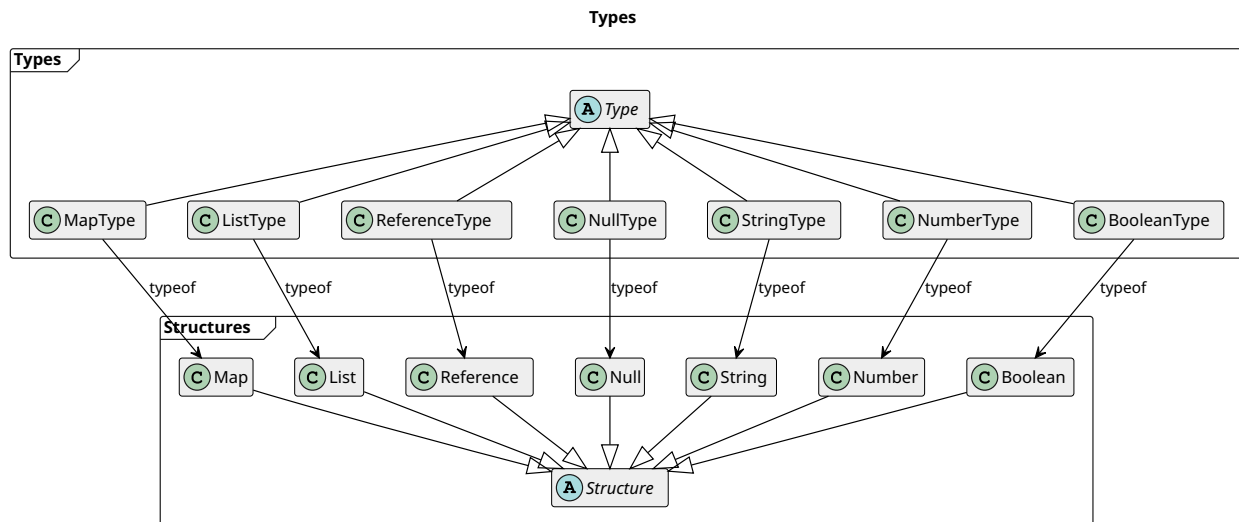 Types
Types
A Type
C MapType
C ListType
C ReferenceType
C NullType
C StringType
C NumberType
C BooleanType
typeof
typeof
typeof
typeof
typeof
typeof
typeof
Structures
C Map
C List
C Reference
C Null
C String
C Number
C Boolean
A Structure